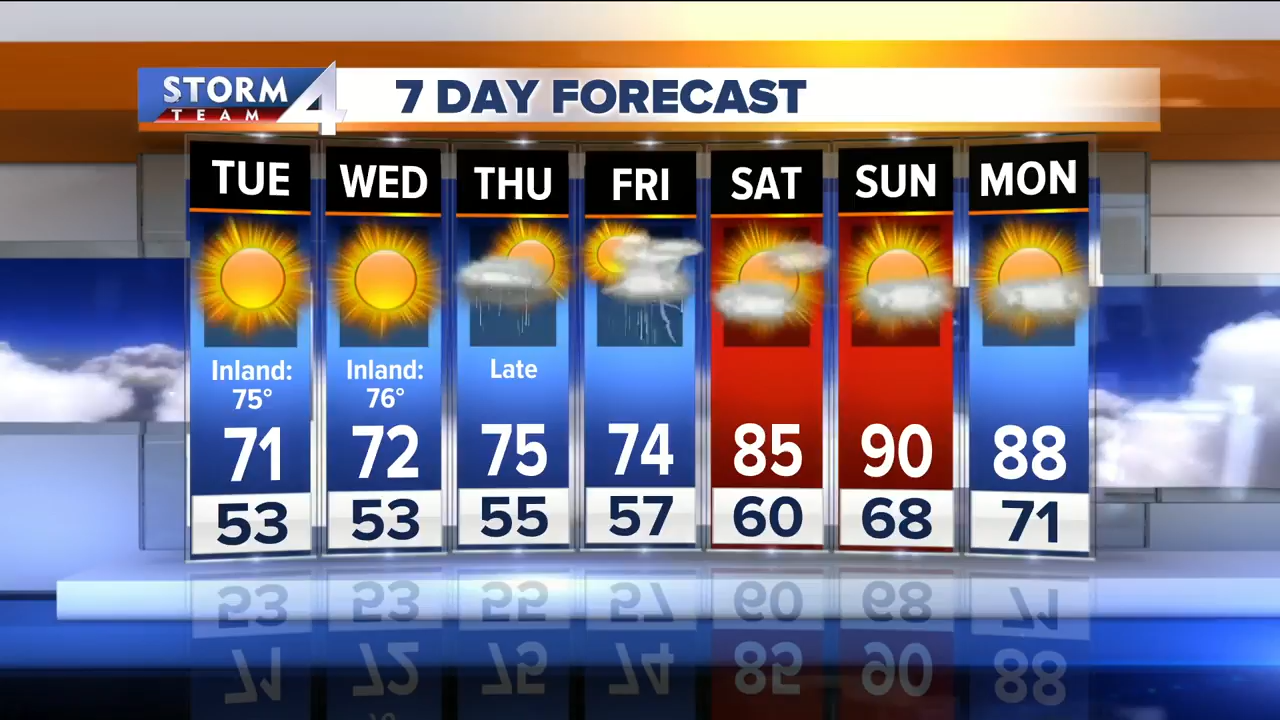 STORM
TEAM
4
7 DAY FORECAST
TUE
WED
THU
FRI
SAT
SUN
MON
Inland:
75°
Inland:
76°
Late
71
72
75
74
85
90
88
53
53
55
57
60
68
71